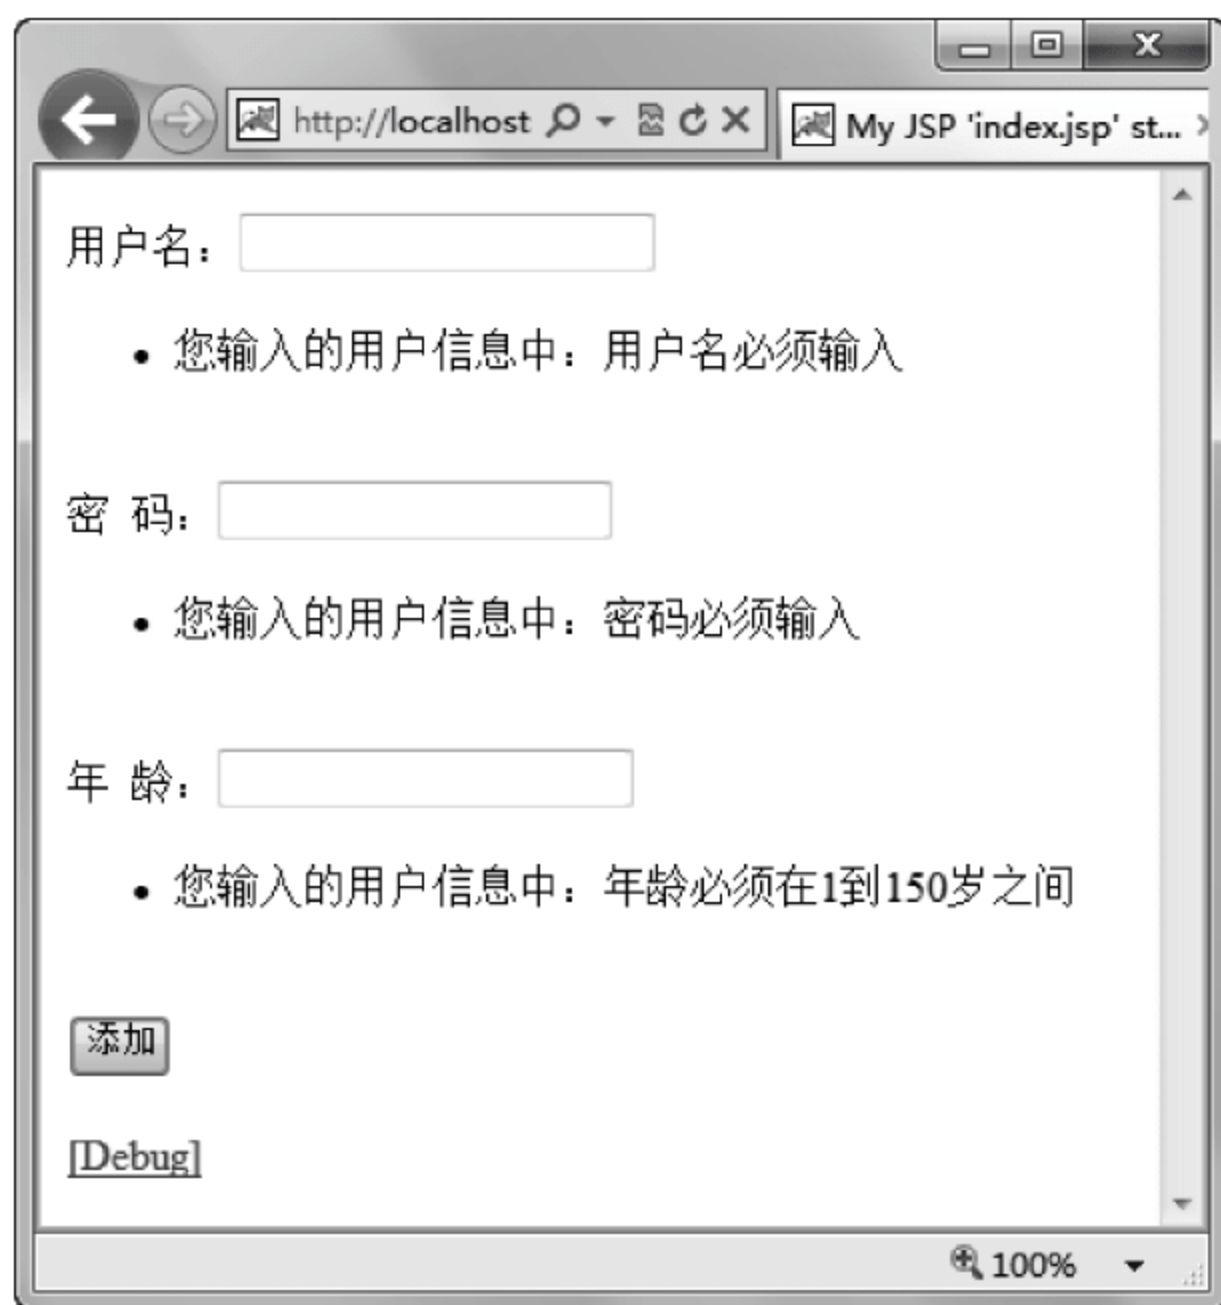 http://localhost
My JSP 'index.jsp' st...
用户名：
• 您输入的用户信息中：用户名必须输入
密 码：
• 您输入的用户信息中：密码必须输入
年 龄：
• 您输入的用户信息中：年龄必须在1到150岁之间
添加
[Debug]
100%